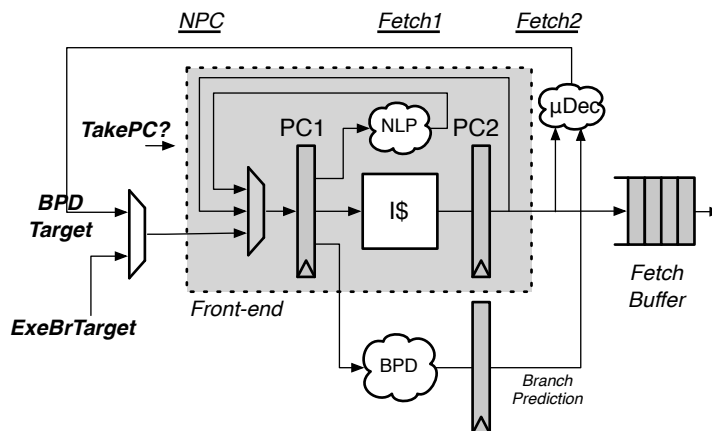 NPC
Fetch1
Fetch2
µDec
TakePC?
PC1
NLP
PC2
BPD
Target
I$
Fetch
Buffer
Front-end
ExeBrTarget
BPD
Branch
Prediction